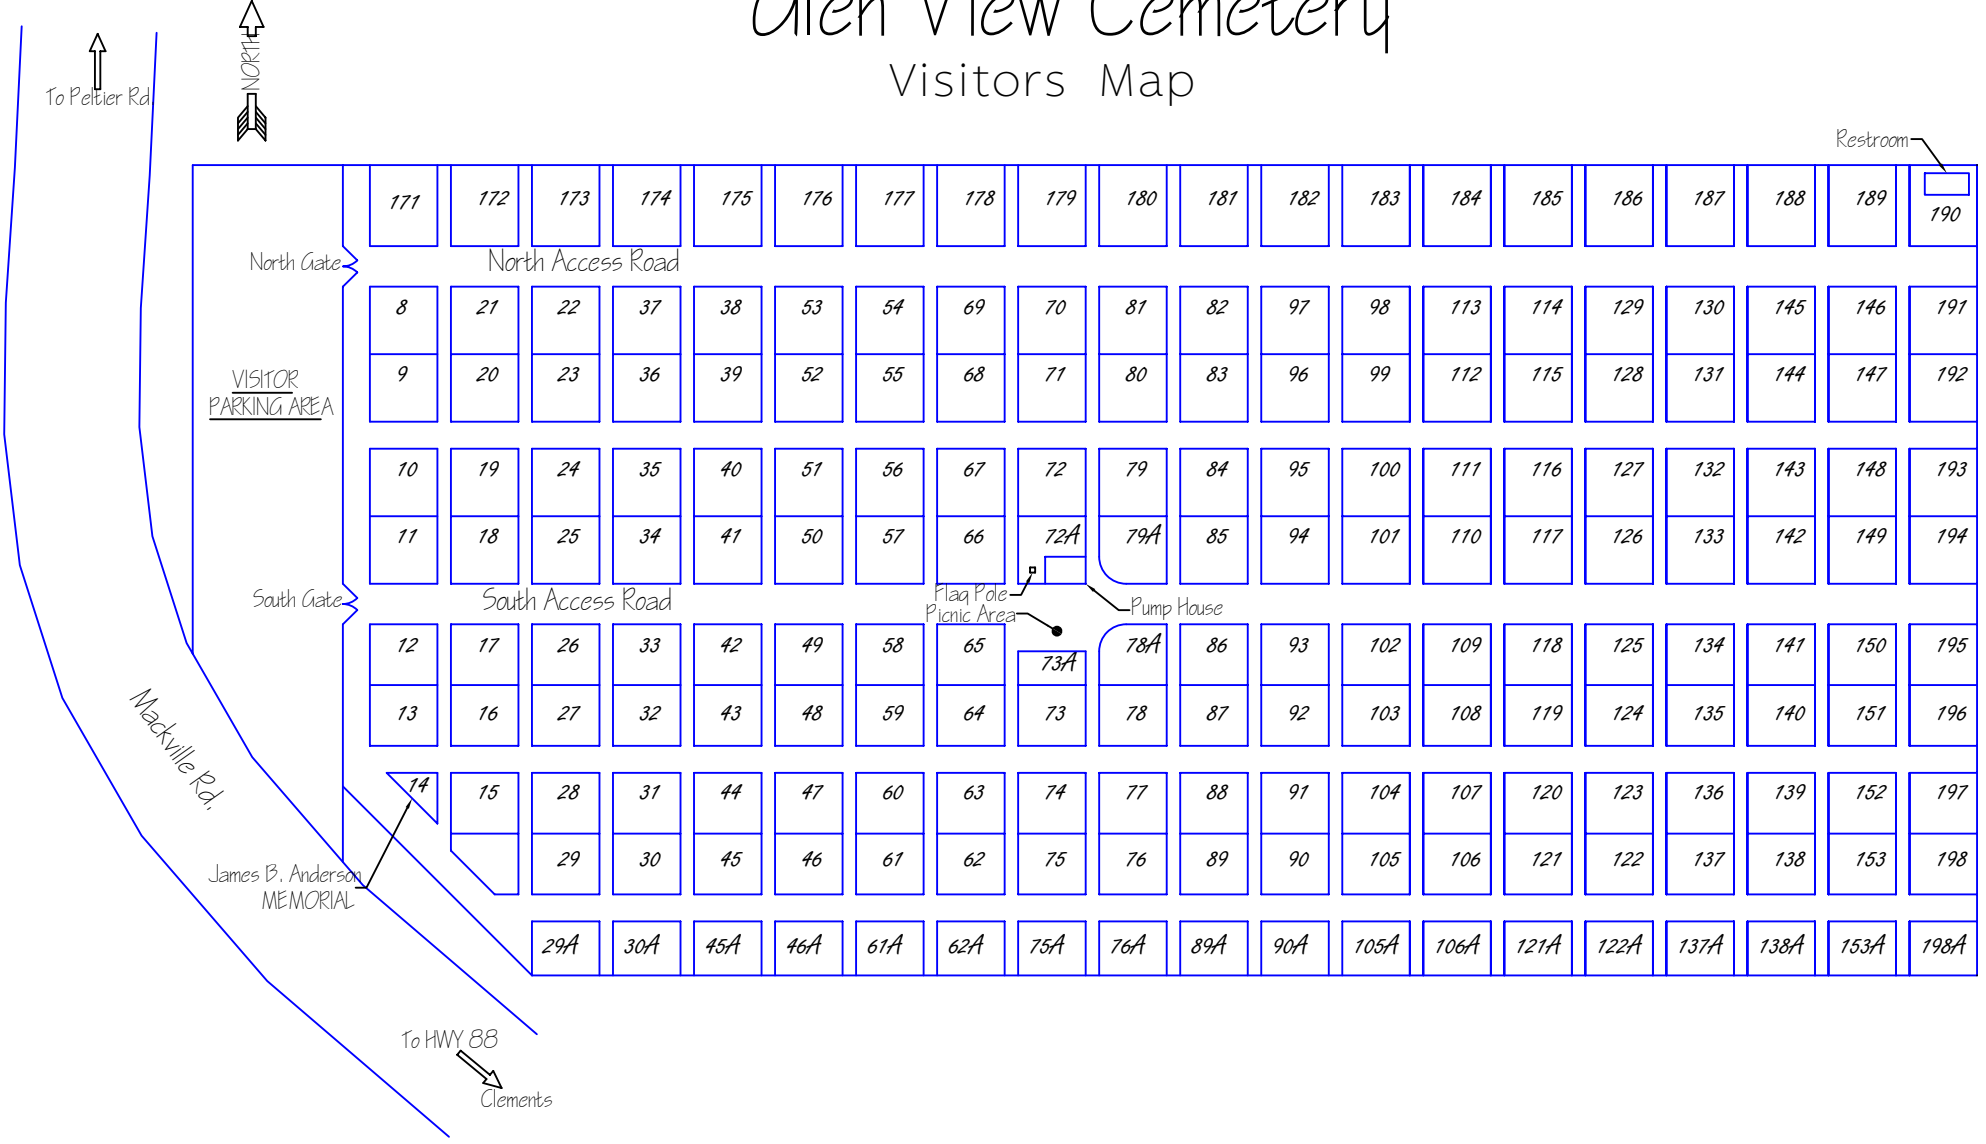 Glen View Cemetery
Visitors Map
NORTH
To Peltier Rd.
Restroom
171 172 173 174 175 176 177 178 179 180 181 182 183 184 185 186 187 188 189 190
North Gate
North Access Road
8 21 22 37 38 53 54 69 70 81 82 97 98 113 114 129 130 145 146 191
VISITOR
PARKING AREA
9 20 23 36 39 52 55 68 71 80 83 96 99 112 115 128 131 144 147 192
10 19 24 35 40 51 56 67 72 79 84 95 100 111 116 127 132 143 148 193
11 18 25 34 41 50 57 66 72A 79A 85 94 101 110 117 126 133 142 149 194
South Gate
South Access Road
Flag Pole
Picnic Area
Pump House
12 17 26 33 42 49 58 65 73A 78A 86 93 102 109 118 125 134 141 150 195
13 16 27 32 43 48 59 64 73 78 87 92 103 108 119 124 135 140 151 196
Mackville Rd.
14 15 28 31 44 47 60 63 74 77 88 91 104 107 120 123 136 139 152 197
29 30 45 46 61 62 75 76 89 90 105 106 121 122 137 138 153 198
James B. Anderson
MEMORIAL
29A 30A 45A 46A 61A 62A 75A 76A 89A 90A 105A 106A 121A 122A 137A 138A 153A 198A
To HWY 88
Clements